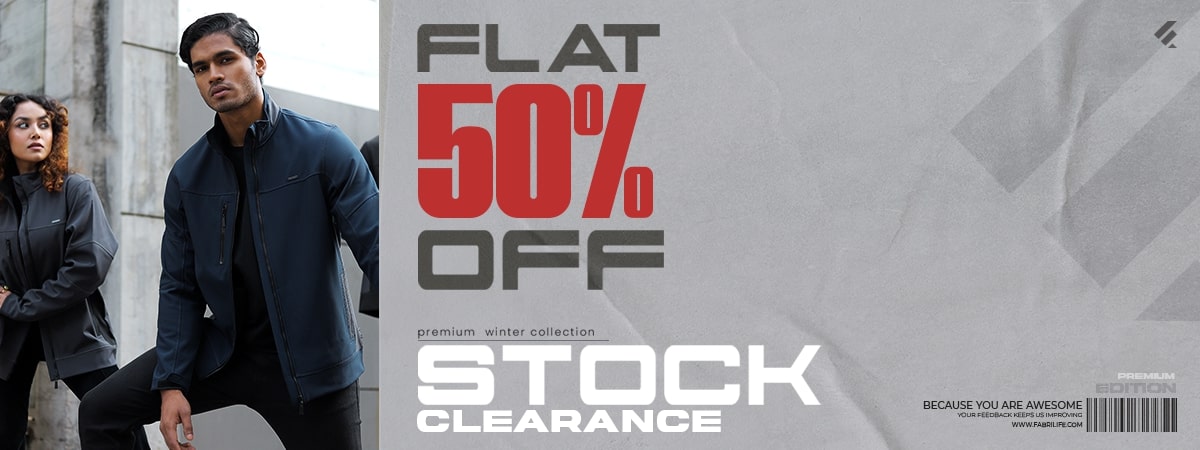 FLAT
50%
OFF
premium winter collection
STOCK
CLEARANCE
PREMIUM
EDITION
BECAUSE YOU ARE AWESOME
YOUR FEEDBACK KEEPS US IMPROVING
WWW.FABRILIFE.COM